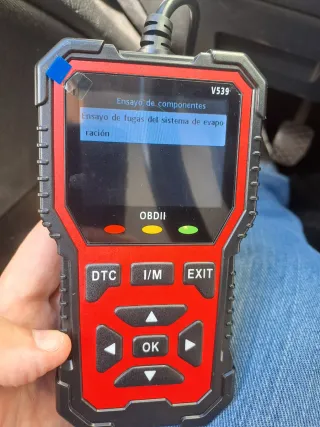 V539
Ensayo de componentes
Ensayo de fugas del sistema de evapo
ración
OBDII
DTC I/M EXIT
OK